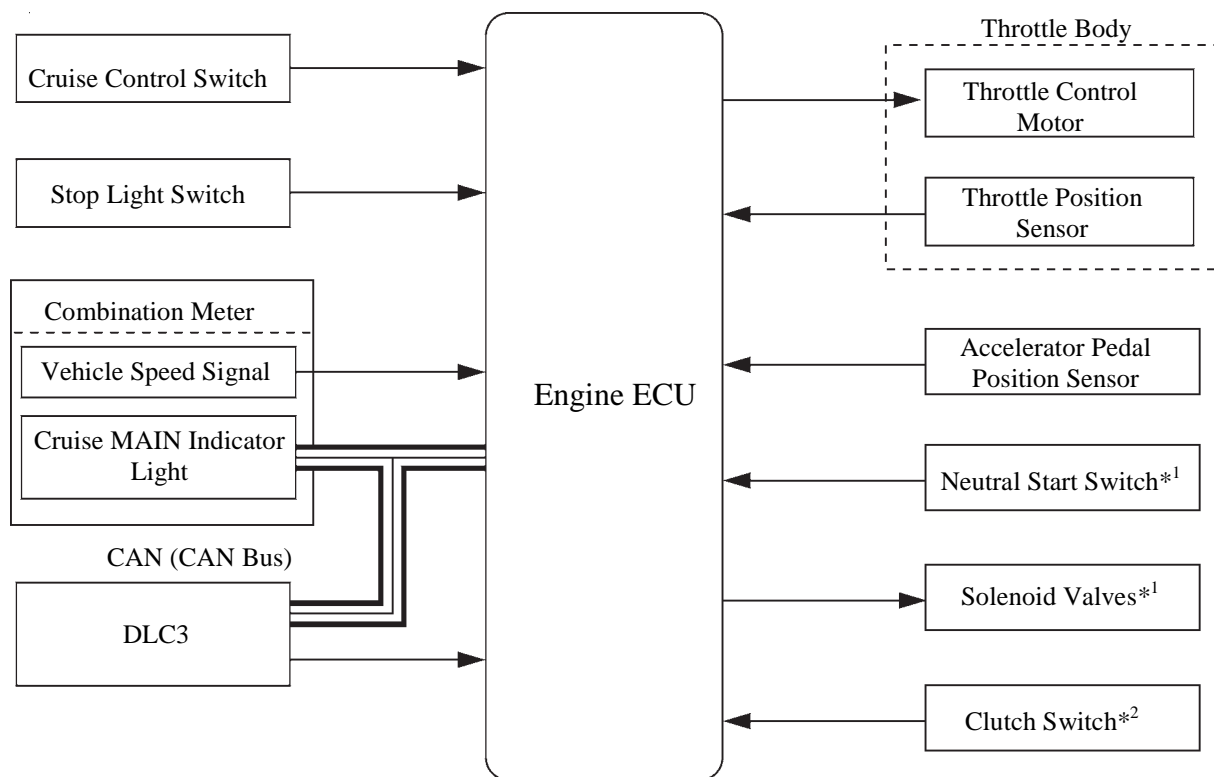 Cruise Control Switch
Stop Light Switch
Combination Meter
Vehicle Speed Signal
Cruise MAIN Indicator
Light
CAN (CAN Bus)
DLC3
Engine ECU
Throttle Body
Throttle Control
Motor
Throttle Position
Sensor
Accelerator Pedal
Position Sensor
Neutral Start Switch*¹
Solenoid Valves*¹
Clutch Switch*²